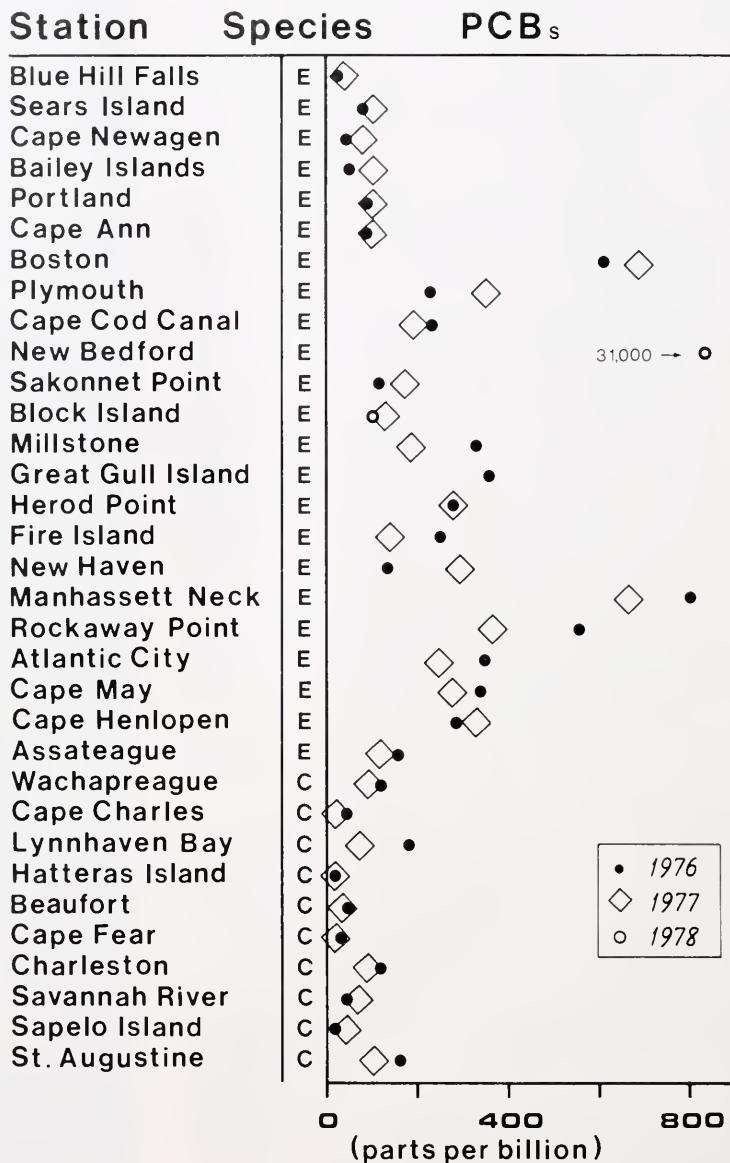 Station Species PCBs
Blue Hill Falls E
Sears Island E
Cape Newagen E
Bailey Islands E
Portland E
Cape Ann E
Boston E
Plymouth E
Cape Cod Canal E
New Bedford E 31,000 →
Sakonnet Point E
Block Island E
Millstone E
Great Gull Island E
Herod Point E
Fire Island E
New Haven E
Manhassett Neck E
Rockaway Point E
Atlantic City E
Cape May E
Cape Henlopen E
Assateague E
Wachapreague C
Cape Charles C
Lynnhaven Bay C
Hatteras Island C
Beaufort C
Cape Fear C
Charleston C
Savannah River C
Sapelo Island C
St. Augustine C
1976
1977
1978
0 400 800
(parts per billion)